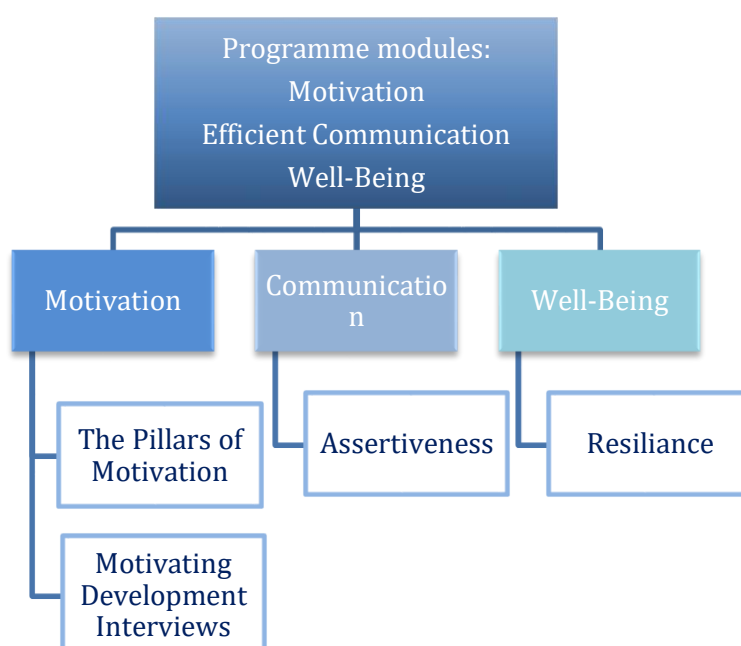 Programme modules:
Motivation
Efficient Communication
Well-Being
Motivation
Communicatio
n
Well-Being
The Pillars of
Motivation
Assertiveness
Resiliance
Motivating
Development
Interviews